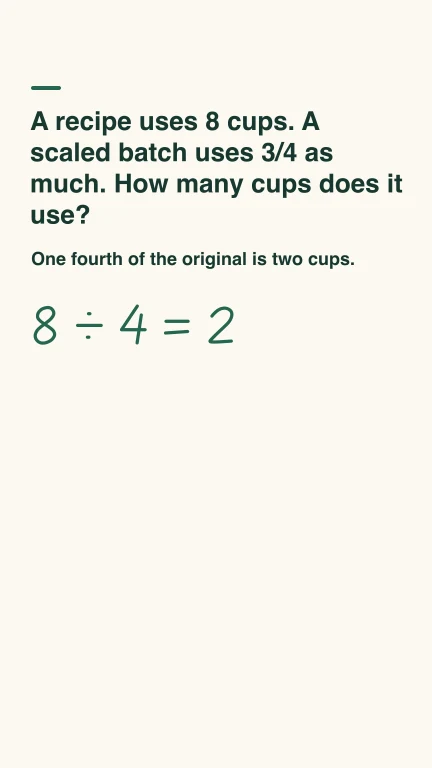 A recipe uses 8 cups. A
scaled batch uses 3/4 as
much. How many cups does it
use?
One fourth of the original is two cups.
8 ÷ 4 = 2